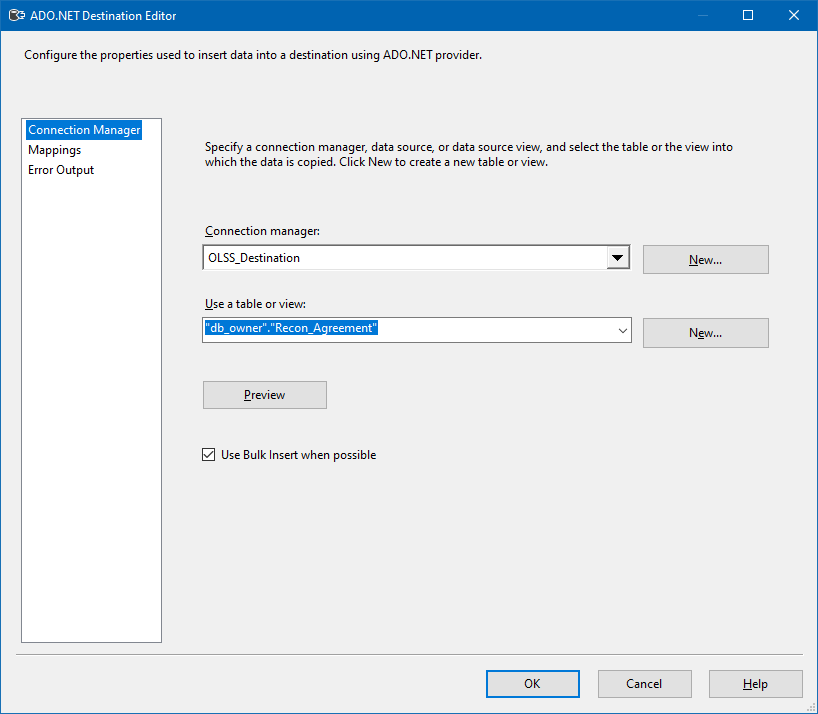 ADO.NET Destination Editor
Configure the properties used to insert data into a destination using ADO.NET provider.
Connection Manager
Mappings
Error Output
Specify a connection manager, data source, or data source view, and select the table or the view into
which the data is copied. Click New to create a new table or view.
Connection manager:
OLSS_Destination
New...
Use a table or view:
"db_owner"."Recon_Agreement"
New...
Preview
Use Bulk Insert when possible
OK
Cancel
Help